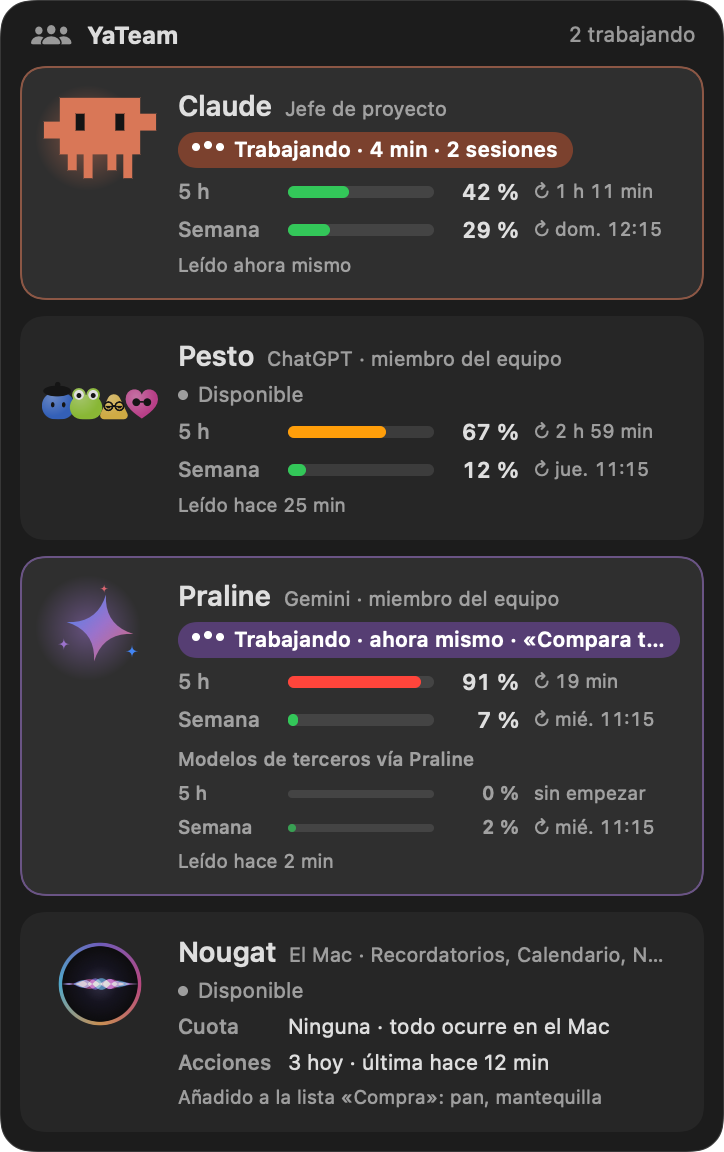 YaTeam 2 trabajando
Claude Jefe de proyecto
Trabajando · 4 min · 2 sesiones
5 h 42 % ↻ 1 h 11 min
Semana 29 % ↻ dom. 12:15
Leído ahora mismo
Pesto ChatGPT · miembro del equipo
Disponible
5 h 67 % ↻ 2 h 59 min
Semana 12 % ↻ jue. 11:15
Leído hace 25 min
Praline Gemini · miembro del equipo
Trabajando · ahora mismo · «Compara t...
5 h 91 % ↻ 19 min
Semana 7 % ↻ mié. 11:15
Modelos de terceros vía Praline
5 h 0 % sin empezar
Semana 2 % ↻ mié. 11:15
Leído hace 2 min
Nougat El Mac · Recordatorios, Calendario, N...
Disponible
Cuota Ninguna · todo ocurre en el Mac
Acciones 3 hoy · última hace 12 min
Añadido a la lista «Compra»: pan, mantequilla